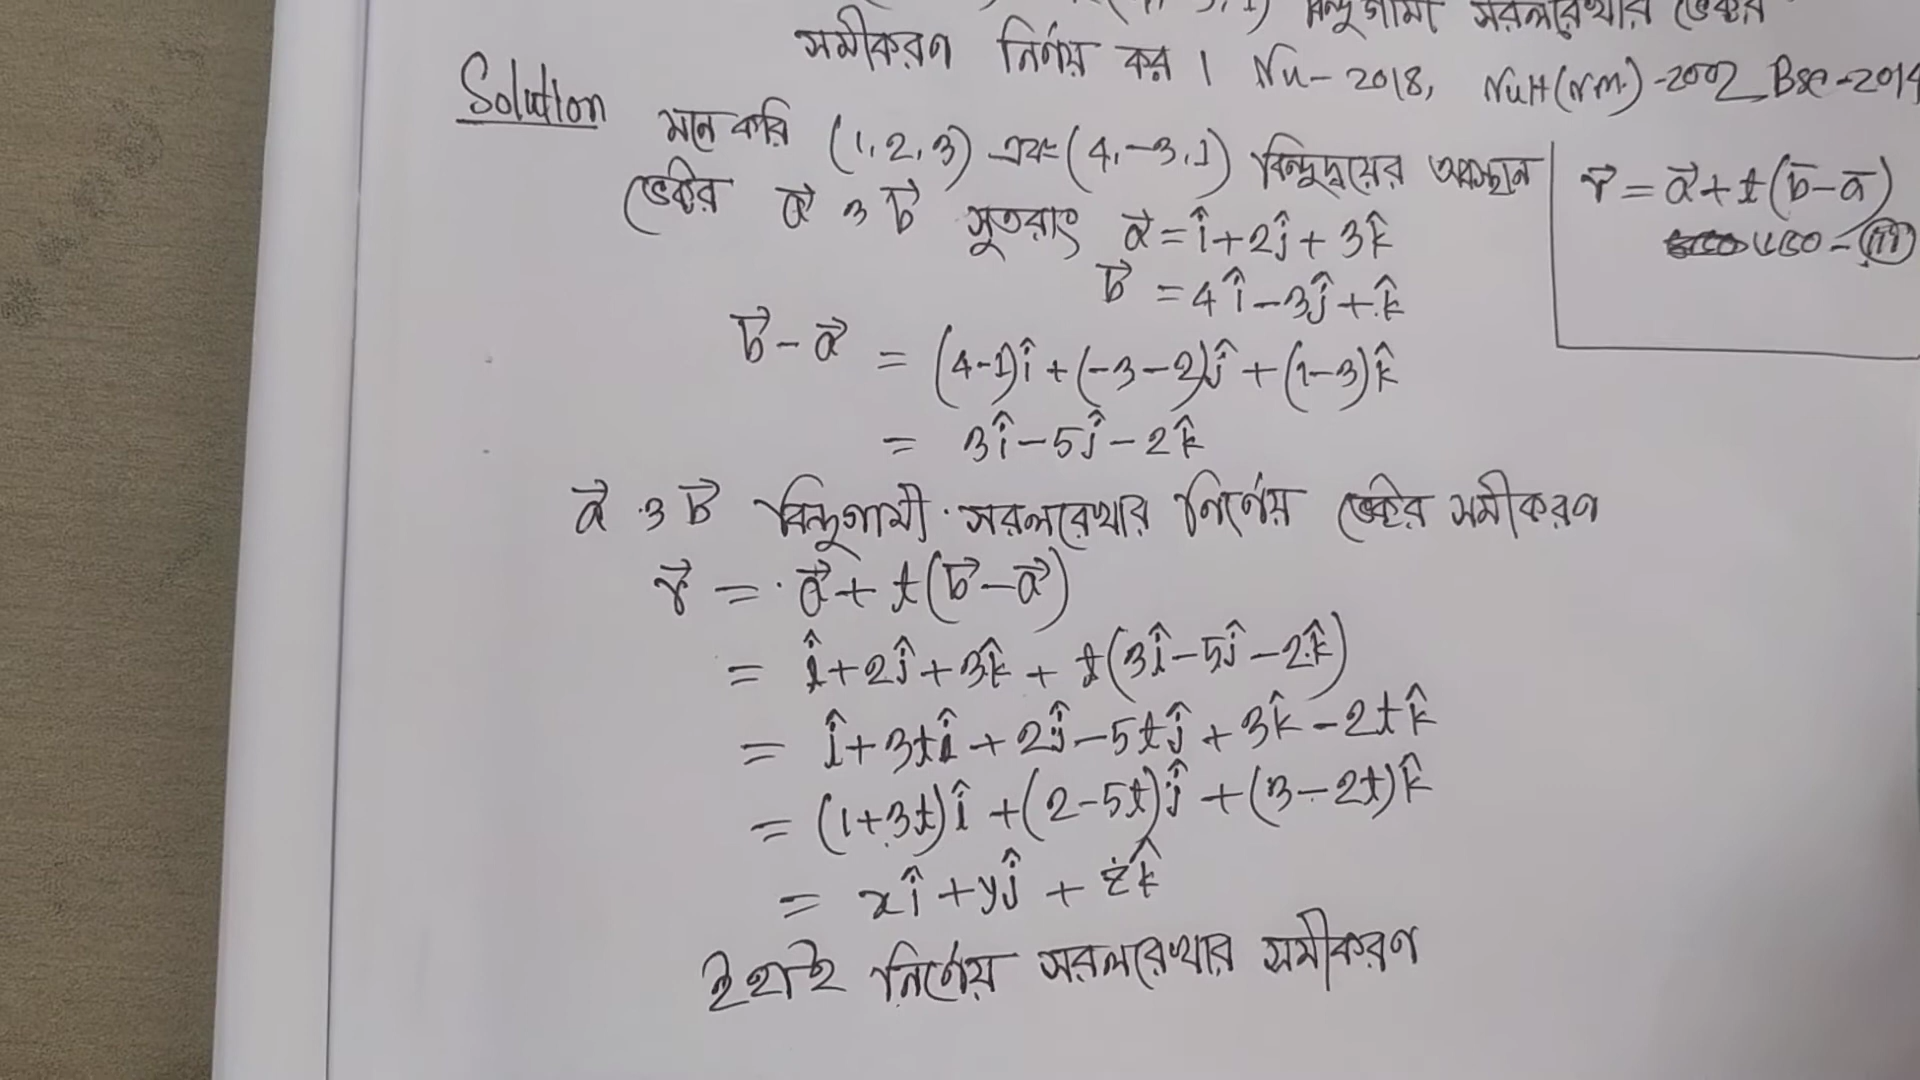 বিন্দুগামী সরলরেখার ভেক্টর
সমীকরণ নির্ণয় কর। Nu-2018, NuH(NM)-2002 Bsc-2014
Solution
মনে করি (1,2,3) এবং (4,-3,1) বিন্দুদ্বয়ের অবস্থান
ভেক্টর a⃗ ও b⃗ সুতরাং a⃗ = î+2ĵ+3k̂
b⃗ = 4î-3ĵ+k̂
r⃗ = a⃗+t(b̅-a̅)
b⃗-a⃗ = (4-1)î+(-3-2)ĵ+(1-3)k̂
= 3î-5ĵ-2k̂
a⃗ ও b⃗ বিন্দুগামী সরলরেখার নির্ণেয় ভেক্টর সমীকরণ
r⃗ = a⃗+t(b⃗-a⃗)
= î+2ĵ+3k̂+t(3î-5ĵ-2k̂)
= î+3tî+2ĵ-5tĵ+3k̂-2tk̂
= (1+3t)î+(2-5t)ĵ+(3-2t)k̂
= xî+yĵ+zk̂
ইহাই নির্ণেয় সরলরেখার সমীকরণ